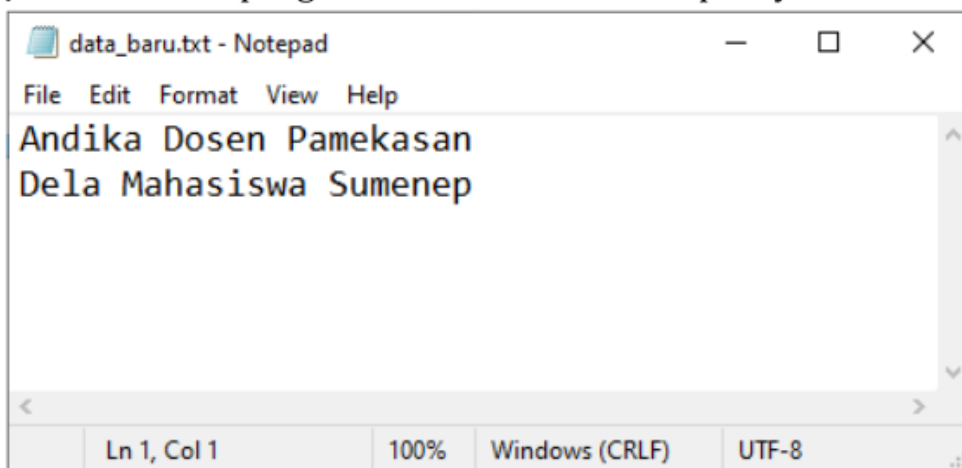 data_baru.txt - Notepad
File Edit Format View Help
Andika Dosen Pamekasan
Dela Mahasiswa Sumenep
Ln 1, Col 1 100% Windows (CRLF) UTF-8